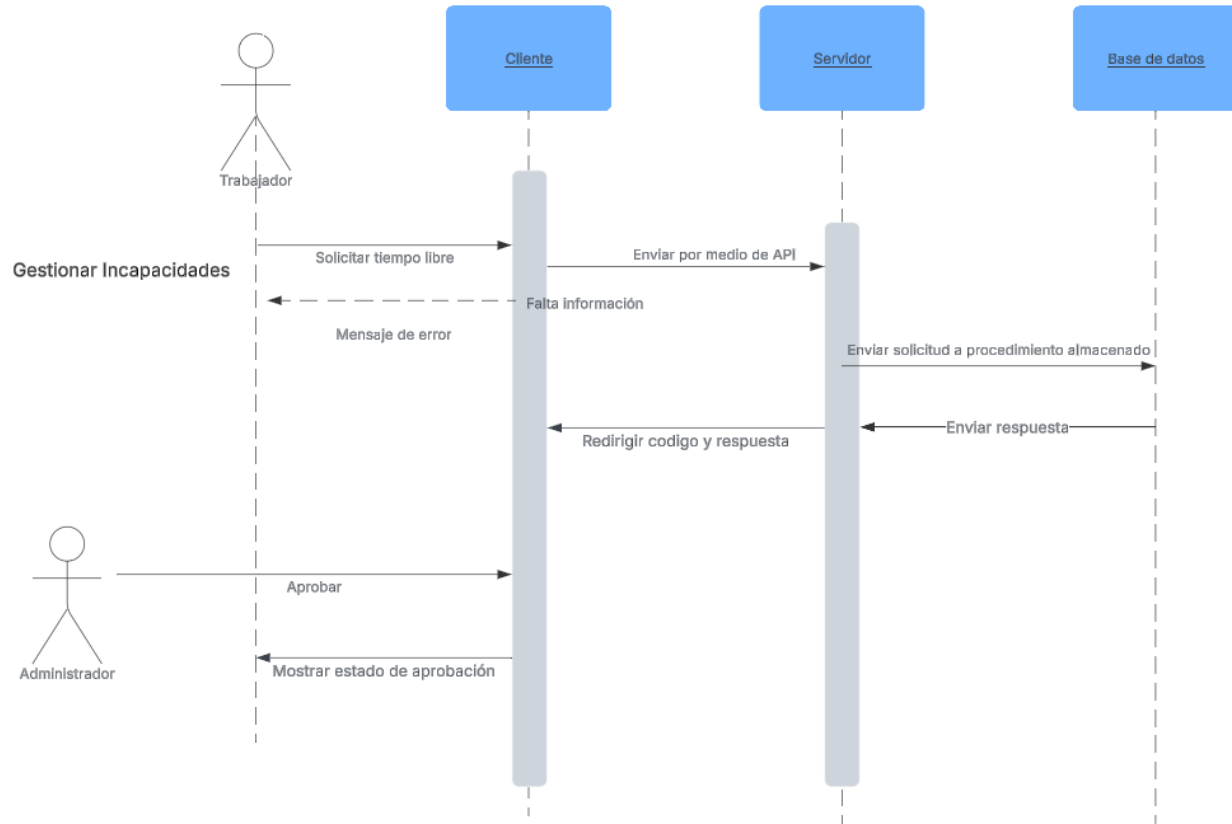 Cliente
Servidor
Base de datos
Trabajador
Solicitar tiempo libre
Enviar por medio de API
Gestionar Incapacidades
Falta información
Mensaje de error
Enviar solicitud a procedimiento almacenado
Redirigir codigo y respuesta
Enviar respuesta
Aprobar
Administrador
Mostrar estado de aprobación